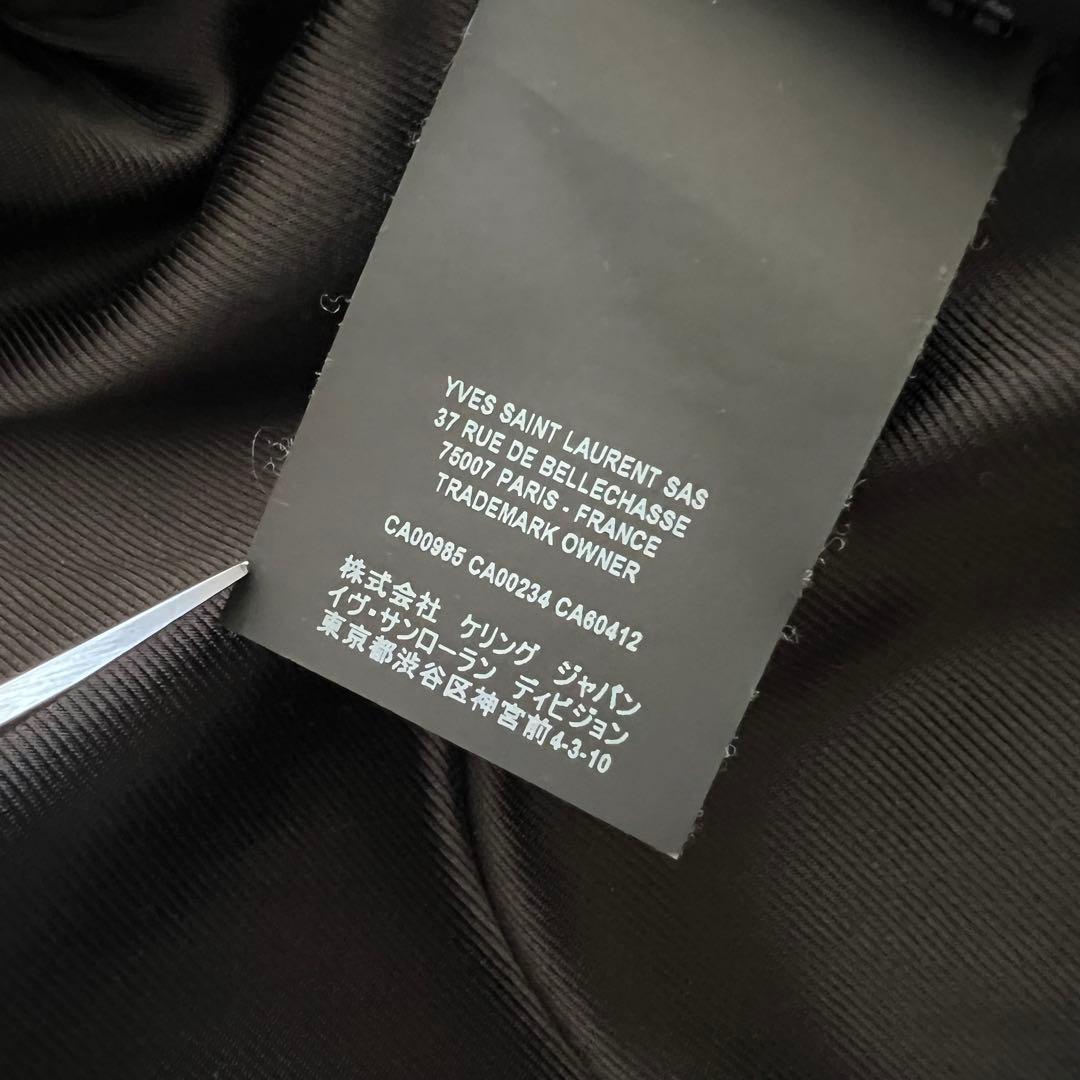 YVES SAINT LAURENT SAS
37 RUE DE BELLECHASSE
75007 PARIS - FRANCE
TRADEMARK OWNER
CA00985 CA00234 CA60412
株式会社 ケリング ジャパン
イヴ・サンローラン ディビジョン
東京都渋谷区神宮前4-3-10